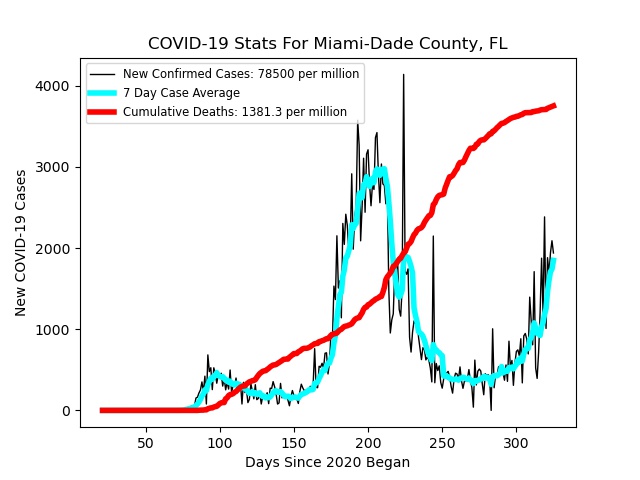 COVID-19 Stats For Miami-Dade County, FL
New Confirmed Cases: 78500 per million
7 Day Case Average
Cumulative Deaths: 1381.3 per million
4000
3000
2000
1000
0
New COVID-19 Cases
50
100
150
200
250
300
Days Since 2020 Began